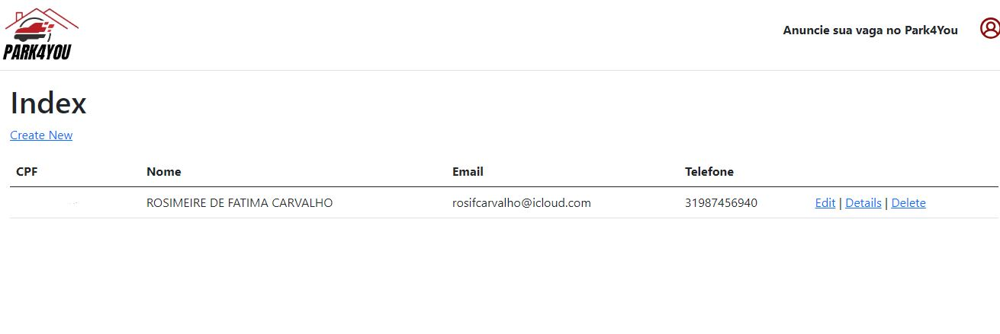 PARK4YOU
Anuncie sua vaga no Park4You
Index
Create New
CPF Nome Email Telefone
ROSIMEIRE DE FATIMA CARVALHO rosifcarvalho@icloud.com 31987456940 Edit | Details | Delete